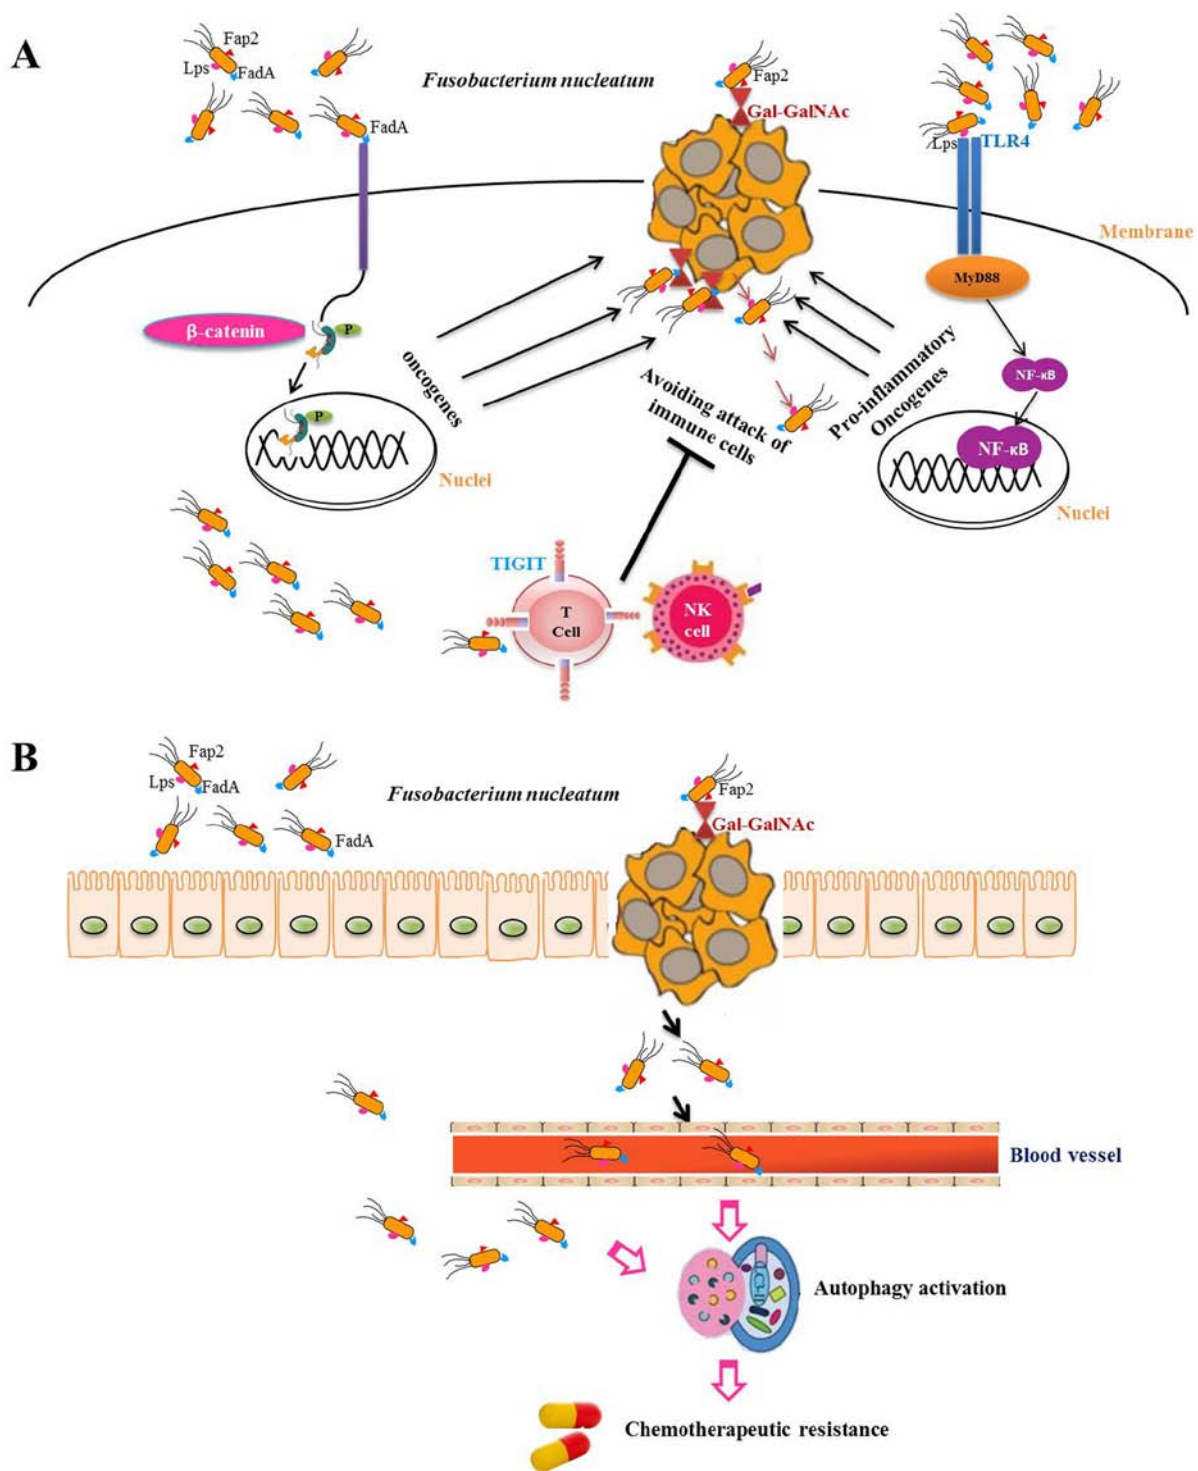 A
Fap2
Lps
FadA
Fusobacterium nucleatum
FadA
Fap2
Gal-GalNAc
Lps
TLR4
Membrane
MyD88
β-catenin
P
oncogenes
P
Nuclei
Avoiding attack of
immune cells
Pro-inflammatory
Oncogenes
NF-κB
NF-κB
Nuclei
TIGIT
T
Cell
NK
cell
B
Fap2
Lps
FadA
Fusobacterium nucleatum
FadA
Fap2
Gal-GalNAc
Blood vessel
Autophagy activation
Chemotherapeutic resistance